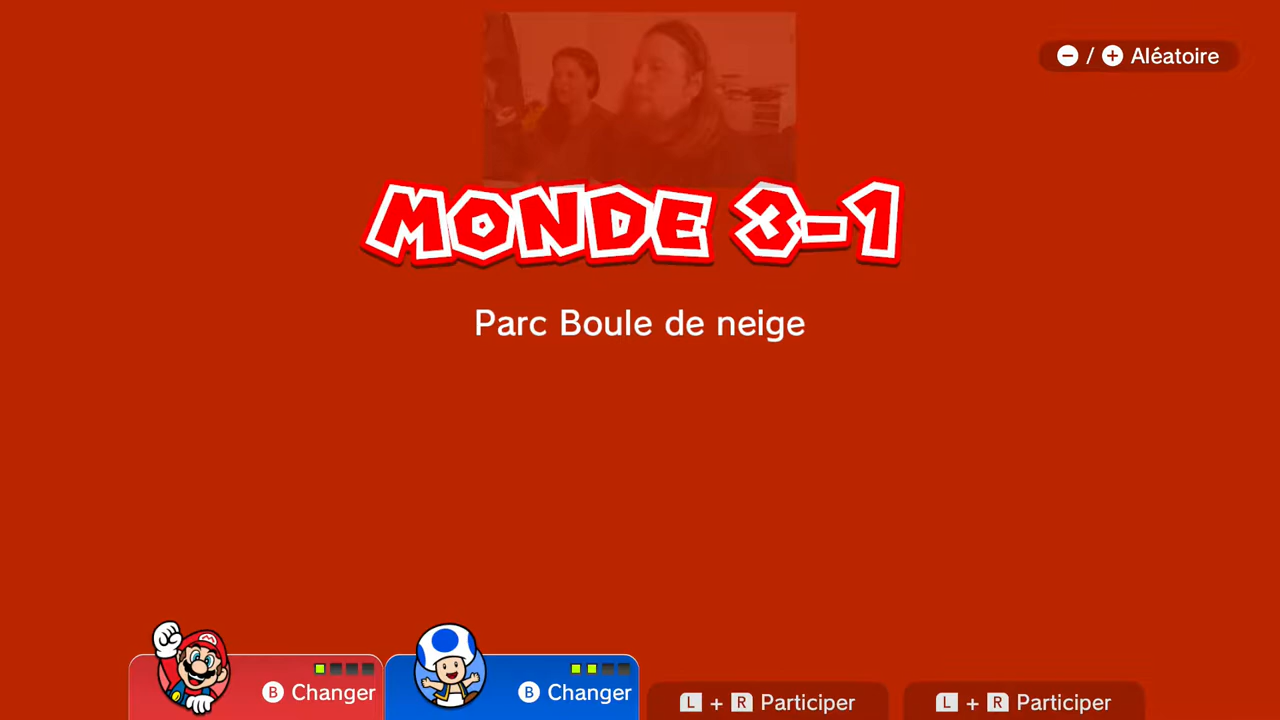 ⊖ / ⊕ Aléatoire
MONDE 3-1
Parc Boule de neige
B Changer
B Changer
L + R Participer
L + R Participer